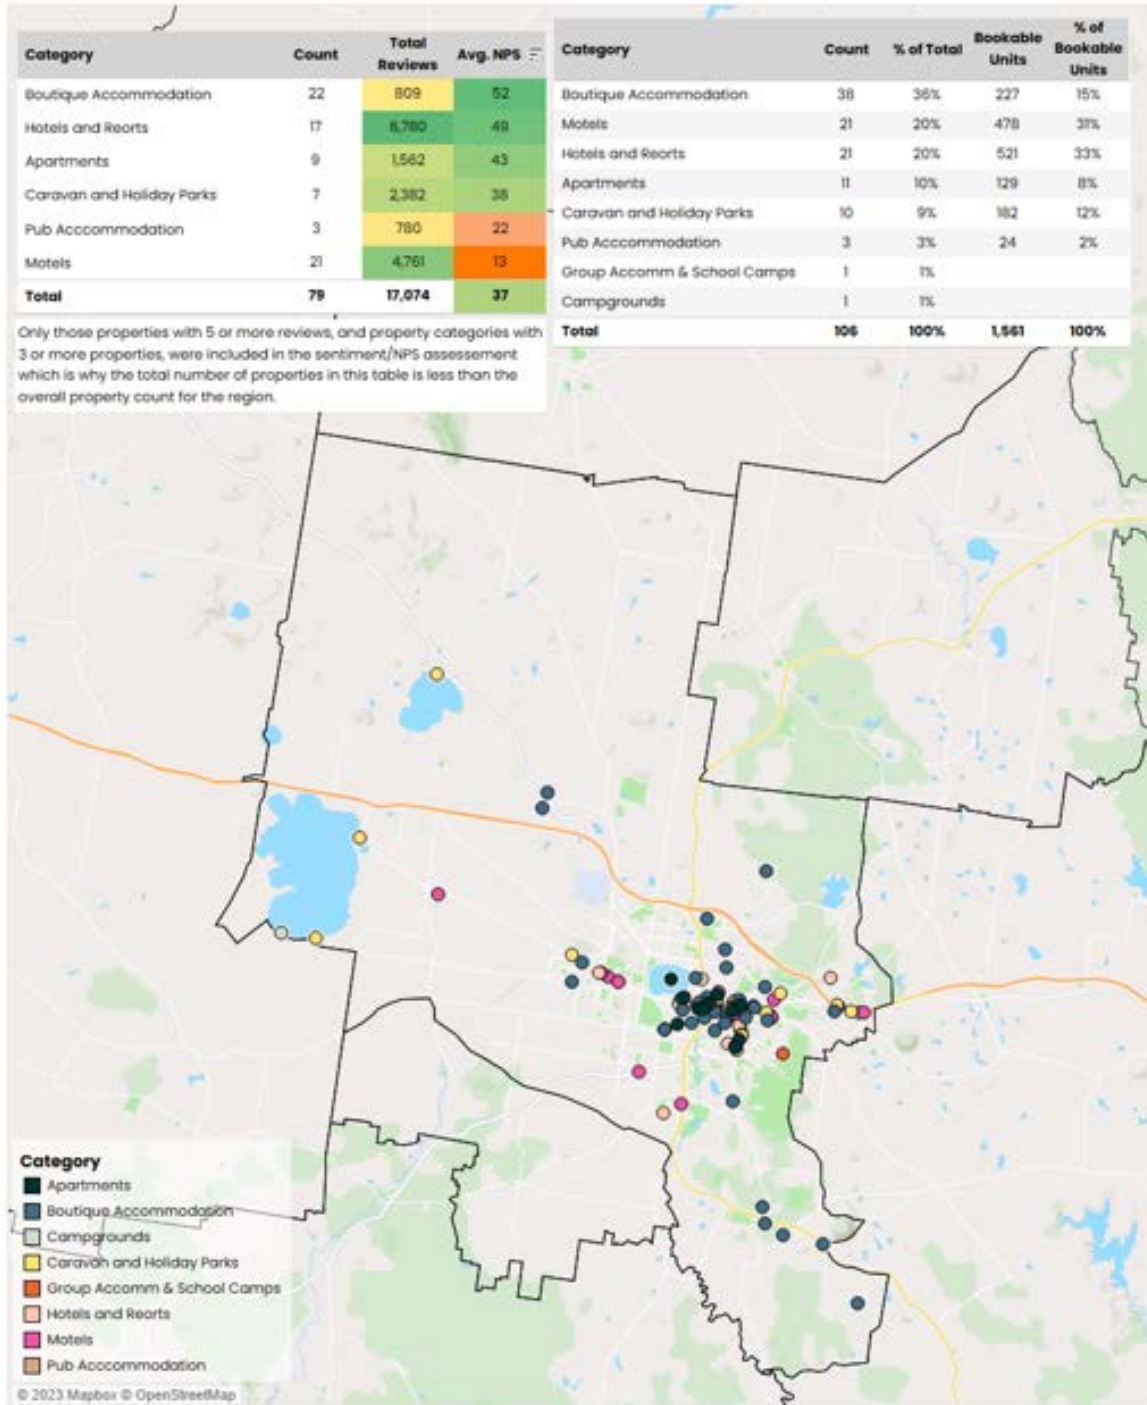 Category Count Total Reviews Avg. NPS
Boutique Accommodation 22 809 52
Hotels and Reorts 17 6,780 49
Apartments 9 1,562 43
Caravan and Holiday Parks 7 2,382 38
Pub Acccommodation 3 780 22
Motels 21 4,761 13
Total 79 17,074 37
Only those properties with 5 or more reviews, and property categories with
3 or more properties, were included in the sentiment/NPS assessement
which is why the total number of properties in this table is less than the
overall property count for the region.
Category Count % of Total Bookable Units % of Bookable Units
Boutique Accommodation 38 36% 227 15%
Motels 21 20% 478 31%
Hotels and Reorts 21 20% 521 33%
Apartments 11 10% 129 8%
Caravan and Holiday Parks 10 9% 182 12%
Pub Acccommodation 3 3% 24 2%
Group Accomm & School Camps 1 1%
Campgrounds 1 1%
Total 106 100% 1,561 100%
Category
Apartments
Boutique Accommodation
Campgrounds
Caravan and Holiday Parks
Group Accomm & School Camps
Hotels and Reorts
Motels
Pub Acccommodation
© 2023 Mapbox © OpenStreetMap